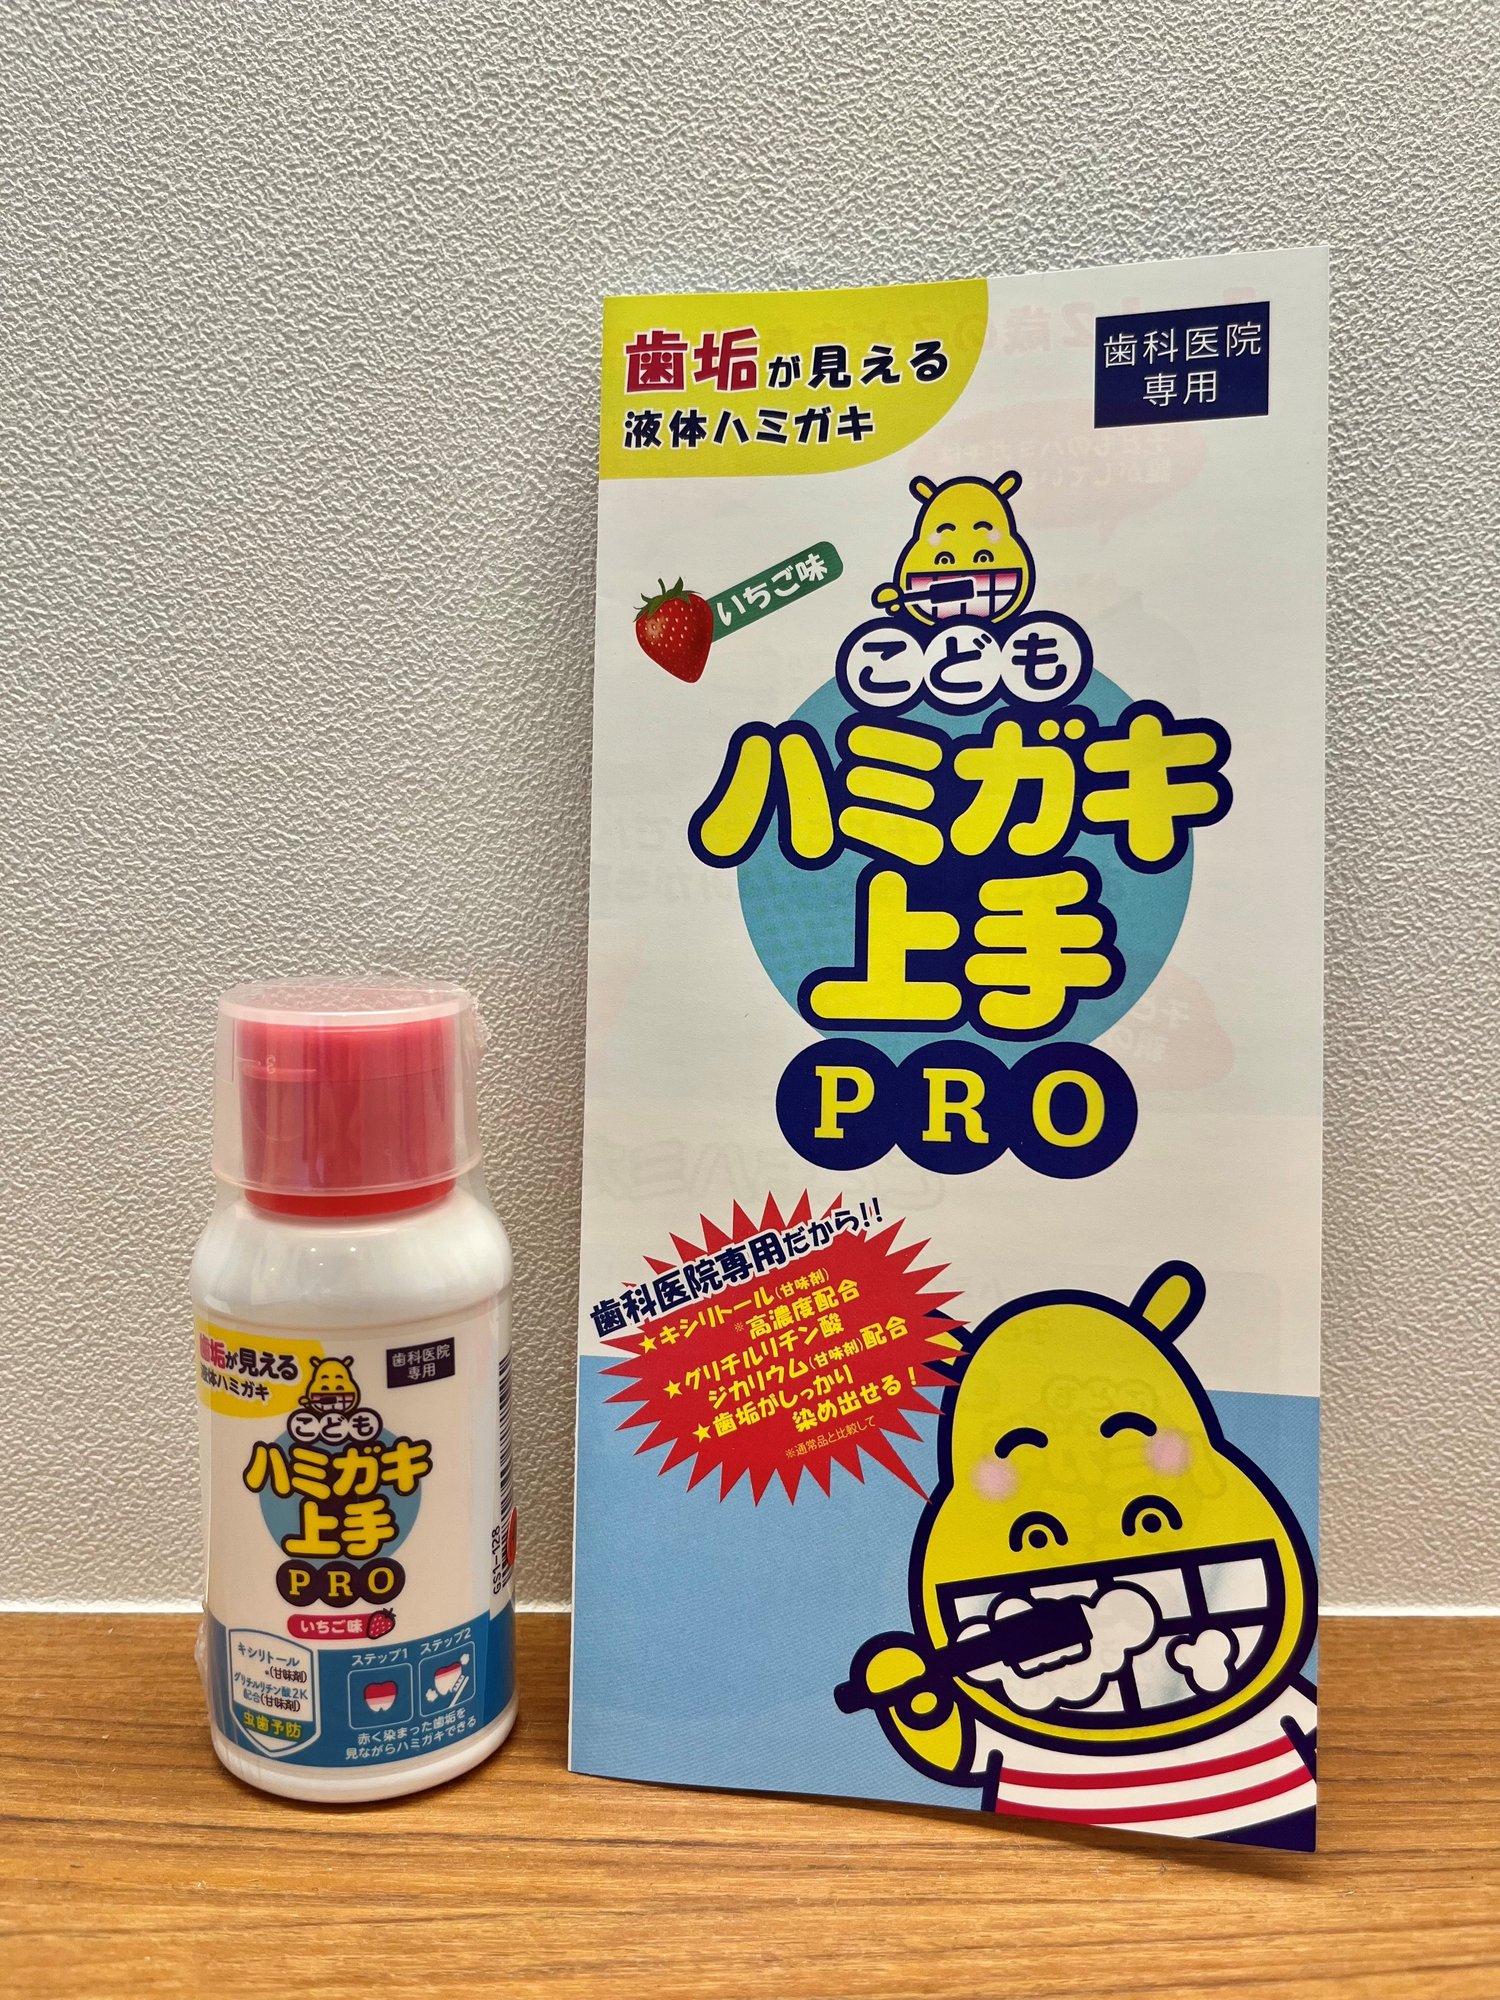 歯垢が見える
液体ハミガキ
歯科医院
専用
いちご味
こども
ハミガキ
上手
PRO
歯科医院専用だから!!
★キシリトール(甘味剤)
※高濃度配合
★グリチルリチン酸
ジカリウム(甘味剤)配合
★歯垢がしっかり
染め出せる!
※通常品と比較して
3
歯垢が見える
液体ハミガキ
歯科医院
専用
こども
ハミガキ
上手
PRO
いちご味
キシリトール
※(甘味剤)
グリチルリチン酸2K
配合(甘味剤)
虫歯予防
ステップ1
ステップ2
赤く染まった歯垢を
見ながらハミガキできる
GS1-128